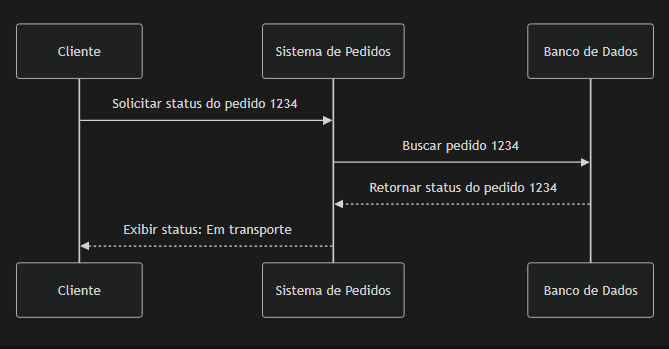 Cliente
Sistema de Pedidos
Banco de Dados
Solicitar status do pedido 1234
Buscar pedido 1234
Retornar status do pedido 1234
Exibir status: Em transporte
Cliente
Sistema de Pedidos
Banco de Dados